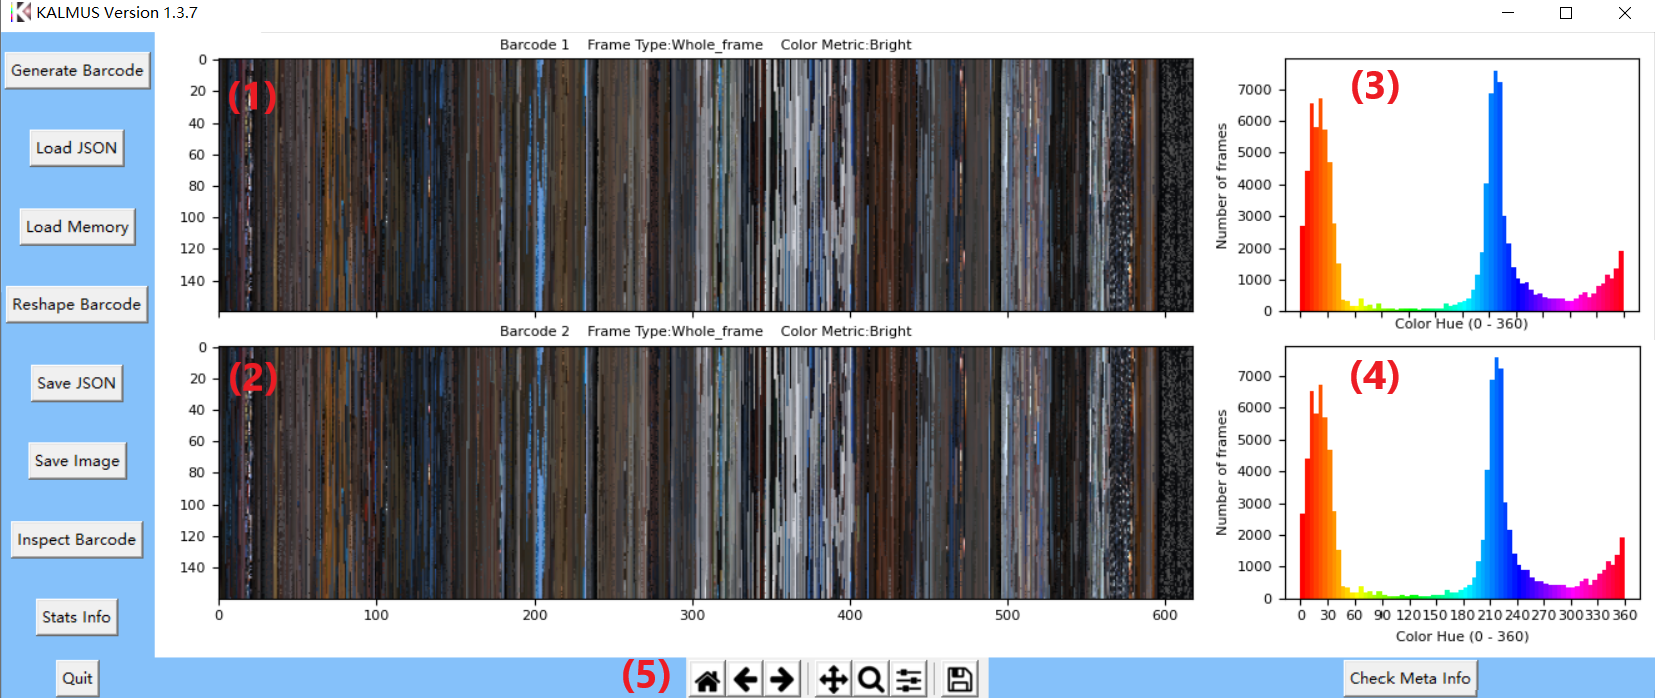 KALMUS Version 1.3.7
Generate Barcode
Load JSON
Load Memory
Reshape Barcode
Save JSON
Save Image
Inspect Barcode
Stats Info
Quit
Barcode 1 Frame Type:Whole_frame Color Metric:Bright
(1)
0
20
40
60
80
100
120
140
Barcode 2 Frame Type:Whole_frame Color Metric:Bright
(2)
0
20
40
60
80
100
120
140
0 100 200 300 400 500 600
(3)
Number of frames
7000
6000
5000
4000
3000
2000
1000
0
Color Hue (0 - 360)
(4)
Number of frames
7000
6000
5000
4000
3000
2000
1000
0
0 30 60 90 120 150 180 210 240 270 300 330 360
Color Hue (0 - 360)
(5)
Check Meta Info